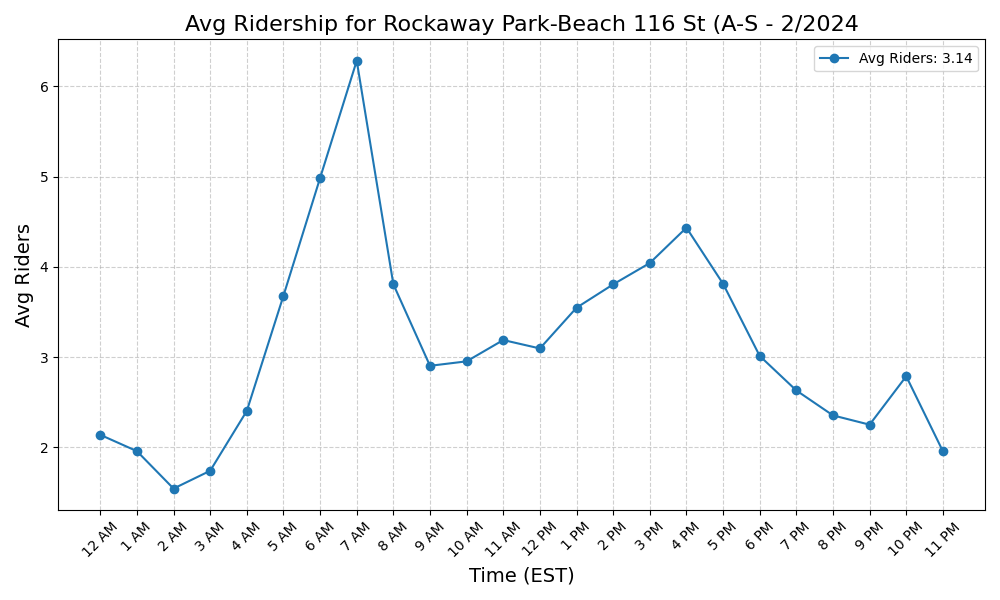 Avg Ridership for Rockaway Park-Beach 116 St (A-S - 2/2024
Avg Riders: 3.14
Avg Riders
6
5
4
3
2
12 AM
1 AM
2 AM
3 AM
4 AM
5 AM
6 AM
7 AM
8 AM
9 AM
10 AM
11 AM
12 PM
1 PM
2 PM
3 PM
4 PM
5 PM
6 PM
7 PM
8 PM
9 PM
10 PM
11 PM
Time (EST)